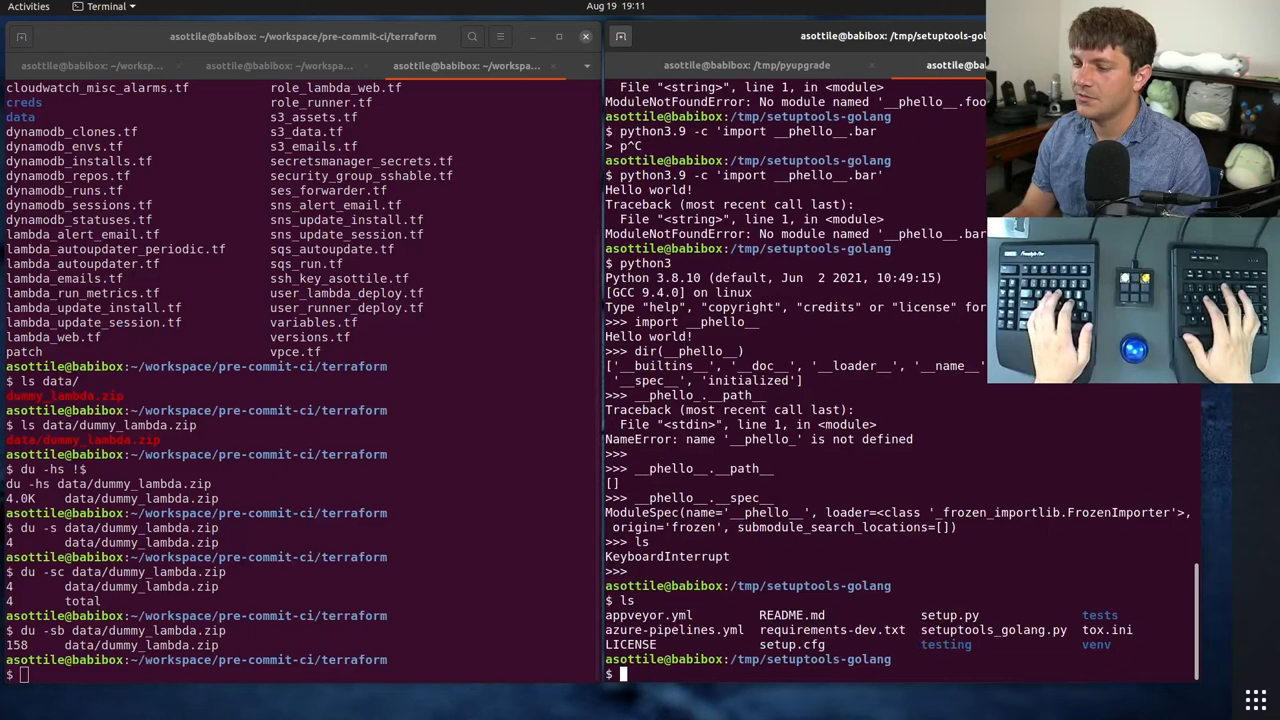 Activities
Terminal
Aug 19 19:11
asottile@babibox: ~/workspace/pre-commit-ci/terraform
asottile@babibox: ~/worksp...
asottile@babibox: ~/workspa...
asottile@babibox: ~/workspa...
cloudwatch_misc_alarms.tf role_lambda_web.tf
creds role_runner.tf
data s3_assets.tf
dynamodb_clones.tf s3_data.tf
dynamodb_envs.tf s3_emails.tf
dynamodb_installs.tf secretsmanager_secrets.tf
dynamodb_repos.tf security_group_sshable.tf
dynamodb_runs.tf ses_forwarder.tf
dynamodb_sessions.tf sns_alert_email.tf
dynamodb_statuses.tf sns_update_install.tf
lambda_alert_email.tf sns_update_session.tf
lambda_autoupdater_periodic.tf sqs_autoupdate.tf
lambda_autoupdater.tf sqs_run.tf
lambda_emails.tf ssh_key_asottile.tf
lambda_run_metrics.tf user_lambda_deploy.tf
lambda_update_install.tf user_runner_deploy.tf
lambda_update_session.tf variables.tf
lambda_web.tf versions.tf
patch vpce.tf
asottile@babibox:~/workspace/pre-commit-ci/terraform
$ ls data/
dummy_lambda.zip
asottile@babibox:~/workspace/pre-commit-ci/terraform
$ ls data/dummy_lambda.zip
data/dummy_lambda.zip
asottile@babibox:~/workspace/pre-commit-ci/terraform
$ du -hs !$
du -hs data/dummy_lambda.zip
4.0K data/dummy_lambda.zip
asottile@babibox:~/workspace/pre-commit-ci/terraform
$ du -s data/dummy_lambda.zip
4 data/dummy_lambda.zip
asottile@babibox:~/workspace/pre-commit-ci/terraform
$ du -sc data/dummy_lambda.zip
4 data/dummy_lambda.zip
4 total
asottile@babibox:~/workspace/pre-commit-ci/terraform
$ du -sb data/dummy_lambda.zip
158 data/dummy_lambda.zip
asottile@babibox:~/workspace/pre-commit-ci/terraform
$
asottile@babibox: /tmp/setuptools-golang
asottile@babibox: /tmp/pyupgrade
asottile@babi
File "<string>", line 1, in <module>
ModuleNotFoundError: No module named '__phello__.foo
asottile@babibox:/tmp/setuptools-golang
$ python3.9 -c 'import __phello__.bar
> p^C
asottile@babibox:/tmp/setuptools-golang
$ python3.9 -c 'import __phello__.bar'
Hello world!
Traceback (most recent call last):
File "<string>", line 1, in <module>
ModuleNotFoundError: No module named '__phello__.bar
asottile@babibox:/tmp/setuptools-golang
$ python3
Python 3.8.10 (default, Jun 2 2021, 10:49:15)
[GCC 9.4.0] on linux
Type "help", "copyright", "credits" or "license" for
>>> import __phello__
Hello world!
>>> dir(__phello__)
['__builtins__', '__doc__', '__loader__', '__name__'
'__spec__', 'initialized']
>>> __phello_.__path__
Traceback (most recent call last):
File "<stdin>", line 1, in <module>
NameError: name '__phello_' is not defined
>>>
>>> __phello__.__path__
[]
>>> __phello__.__spec__
ModuleSpec(name='__phello__', loader=<class '_frozen_importlib.FrozenImporter'>,
origin='frozen', submodule_search_locations=[])
>>> ls
KeyboardInterrupt
>>>
asottile@babibox:/tmp/setuptools-golang
$ ls
appveyor.yml README.md setup.py tests
azure-pipelines.yml requirements-dev.txt setuptools_golang.py tox.ini
LICENSE setup.cfg testing venv
asottile@babibox:/tmp/setuptools-golang
$